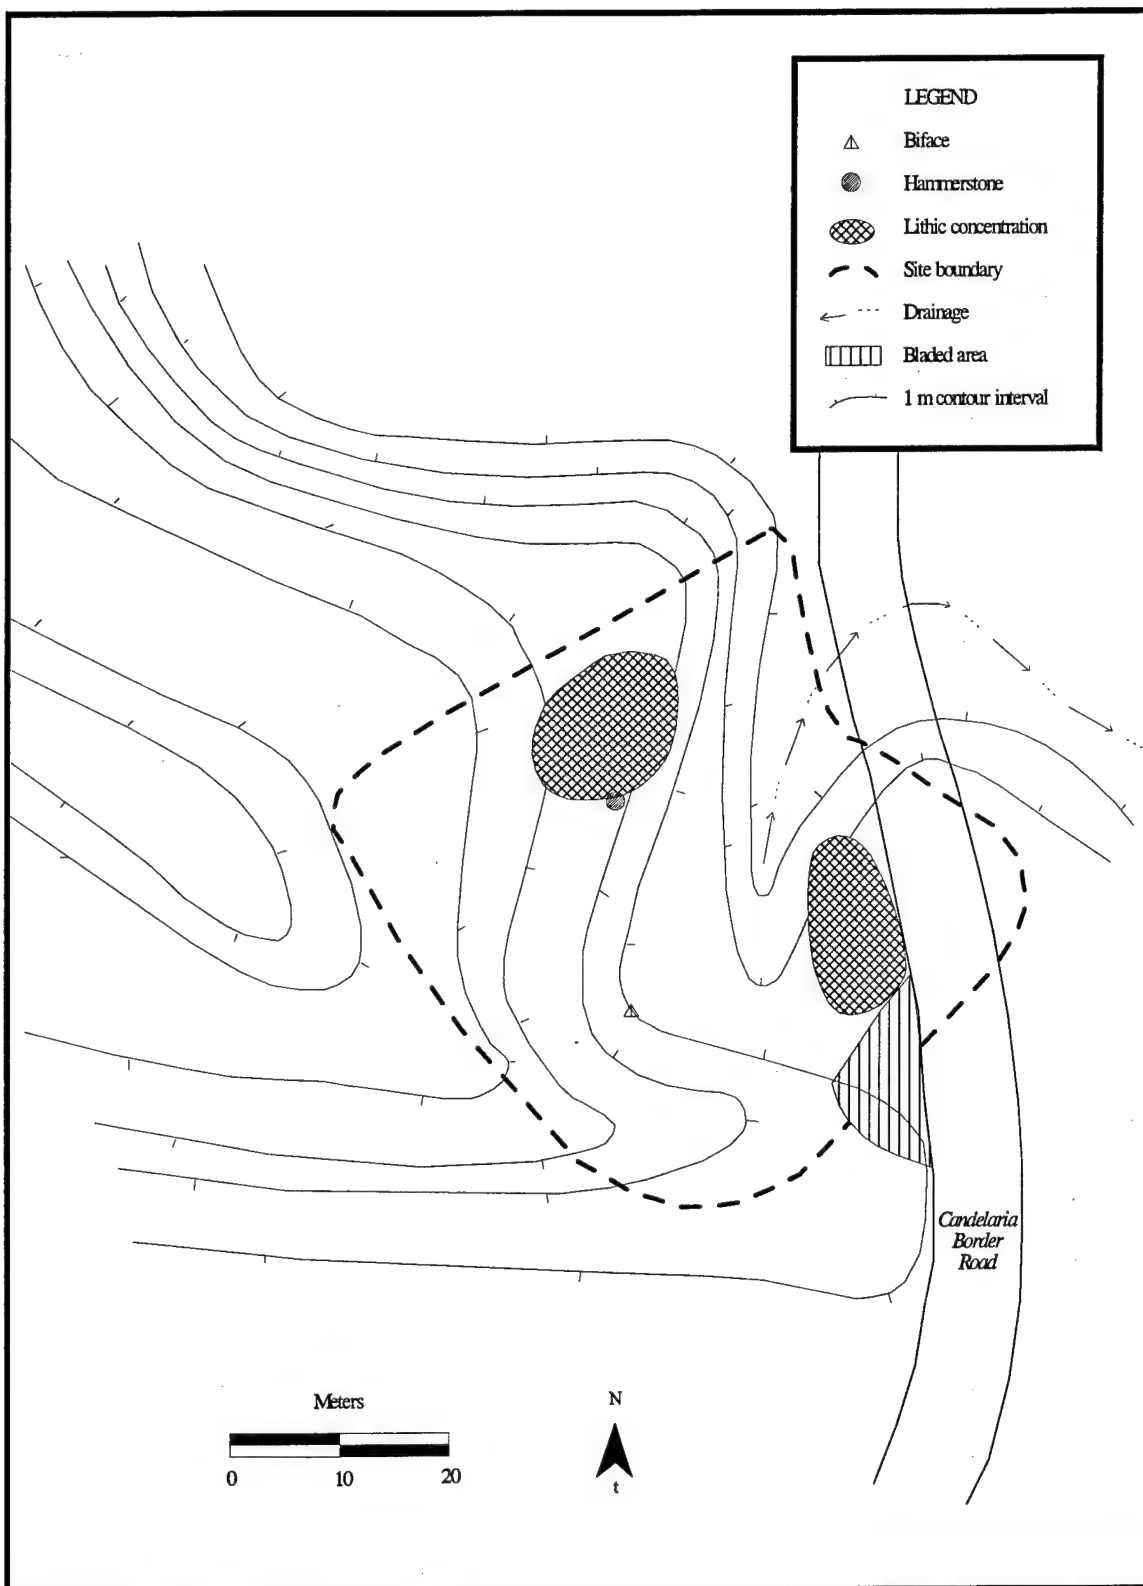 LEGEND
Biface
Hammerstone
Lithic concentration
Site boundary
Drainage
Bladed area
1 m contour interval
Candelaria
Border
Road
Meters
0 10 20
N
t